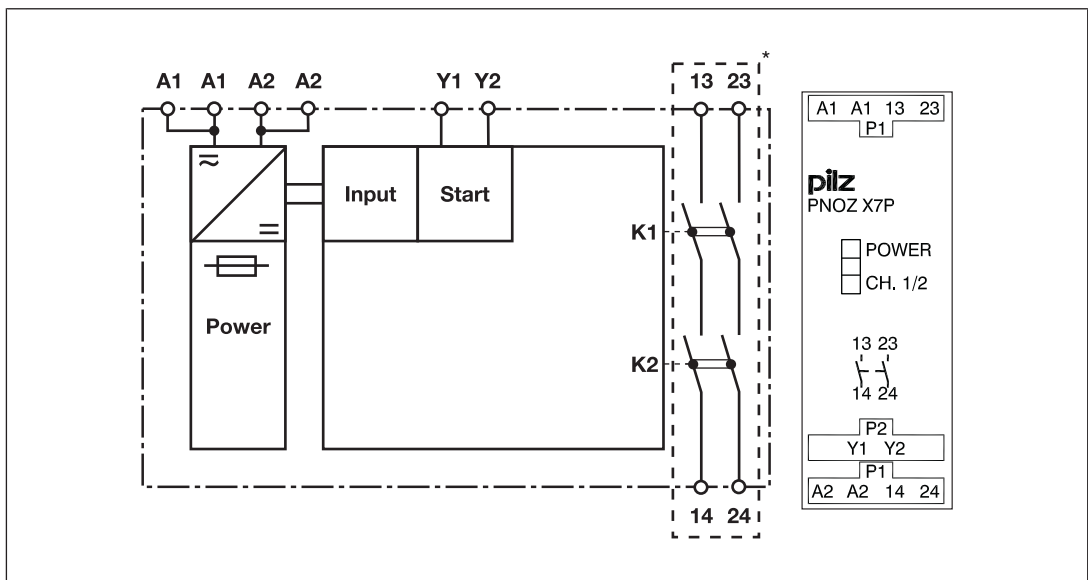 *
A1 A1 A2 A2 Y1 Y2 13 23
Input Start
Power
K1
K2
14 24
A1 A1 13 23
P1
pilz
PNOZ X7P
POWER
CH. 1/2
13 23
14 24
P2
Y1 Y2
P1
A2 A2 14 24